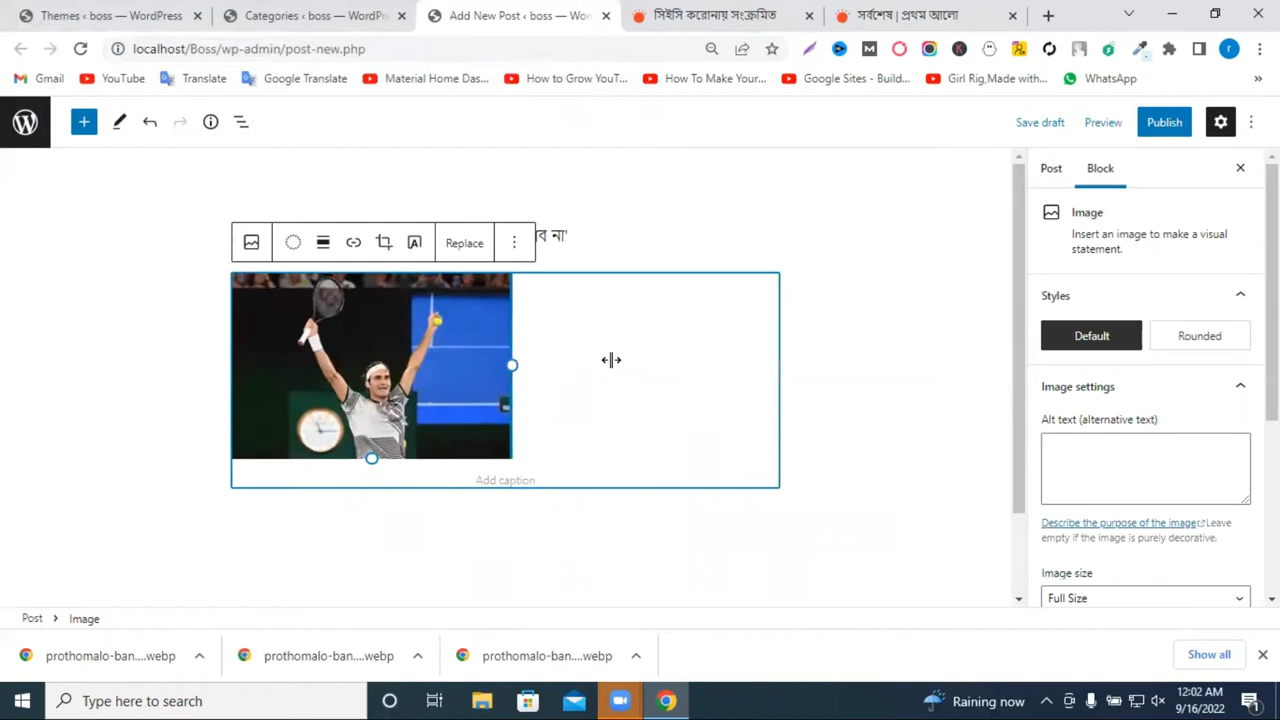 Themes ‹ boss — WordPress
Categories ‹ boss — WordPr
Add New Post ‹ boss — Wor
সিইসি করোনায় সংক্রমিত
সর্বশেষ | প্রথম আলো
localhost/Boss/wp-admin/post-new.php
Gmail
YouTube
Translate
Google Translate
Material Home Das...
How to Grow YouT...
How To Make Your...
Google Sites - Build...
Girl Rig,Made with...
WhatsApp
Save draft
Preview
Publish
Post
Block
Image
Insert an image to make a visual
statement.
Replace
না'
Styles
Default
Rounded
Image settings
Alt text (alternative text)
Add caption
Describe the purpose of the image Leave
empty if the image is purely decorative.
Image size
Full Size
Post
Image
prothomalo-ban....webp
prothomalo-ban....webp
prothomalo-ban....webp
Show all
Type here to search
Raining now
12:02 AM
9/16/2022
1